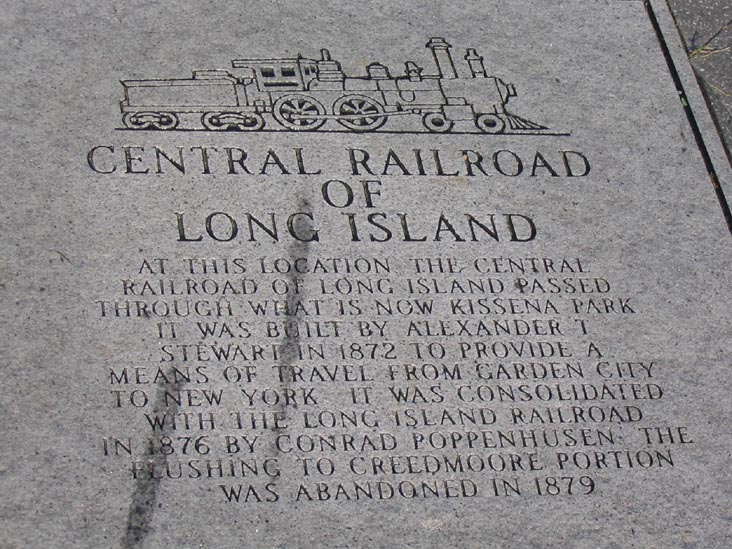 CENTRAL RAILROAD
OF
LONG ISLAND
AT THIS LOCATION THE CENTRAL
RAILROAD OF LONG ISLAND PASSED
THROUGH WHAT IS NOW KISSENA PARK
IT WAS BUILT BY ALEXANDER T
STEWART IN 1872 TO PROVIDE A
MEANS OF TRAVEL FROM GARDEN CITY
TO NEW YORK IT WAS CONSOLIDATED
WITH THE LONG ISLAND RAILROAD
IN 1876 BY CONRAD POPPENHUSEN. THE
FLUSHING TO CREEDMOORE PORTION
WAS ABANDONED IN 1879